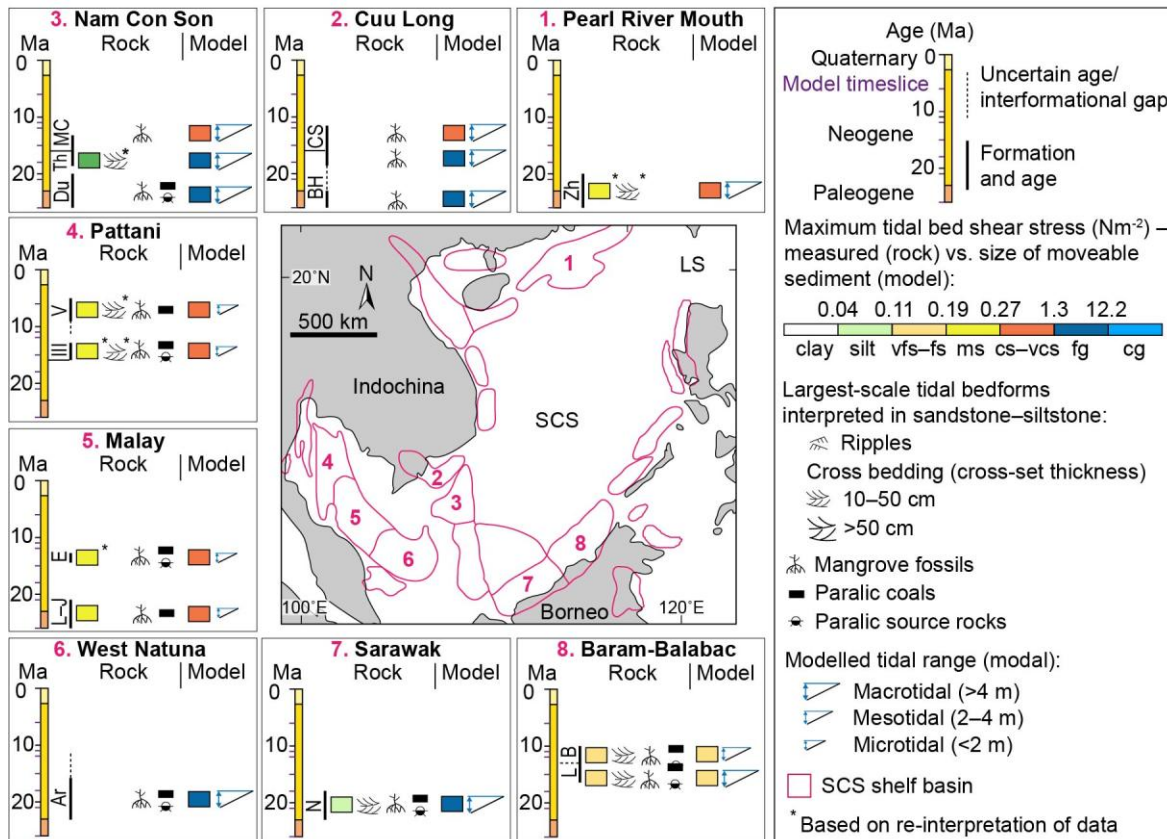 3. Nam Con Son
Ma Rock Model
0
10
20
MC
Th
Du
*
2. Cuu Long
Ma Rock Model
0
10
20
CS
BH
1. Pearl River Mouth
Ma Rock Model
0
10
20
Zh
* *
4. Pattani
Ma Rock Model
0
10
20
V
III
*
* *
5. Malay
Ma Rock Model
0
10
20
E
L–J
*
6. West Natuna
Ma Rock Model
0
10
20
Ar
7. Sarawak
Ma Rock Model
0
10
20
N
8. Baram-Balabac
Ma Rock Model
0
10
20
B
L
20°N
N
500 km
Indochina
SCS
LS
Borneo
100°E
120°E
1
2
3
4
5
6
7
8
Age (Ma)
Quaternary 0
Model timeslice
10
Neogene
20
Paleogene
Uncertain age/
interformational gap
Formation
and age
Maximum tidal bed shear stress (Nm-2) –
measured (rock) vs. size of moveable
sediment (model):
0.04 0.11 0.19 0.27 1.3 12.2
clay silt vfs–fs ms cs–vcs fg cg
Largest-scale tidal bedforms
interpreted in sandstone–siltstone:
Ripples
Cross bedding (cross-set thickness)
10–50 cm
>50 cm
Mangrove fossils
Paralic coals
Paralic source rocks
Modelled tidal range (modal):
Macrotidal (>4 m)
Mesotidal (2–4 m)
Microtidal (<2 m)
SCS shelf basin
* Based on re-interpretation of data